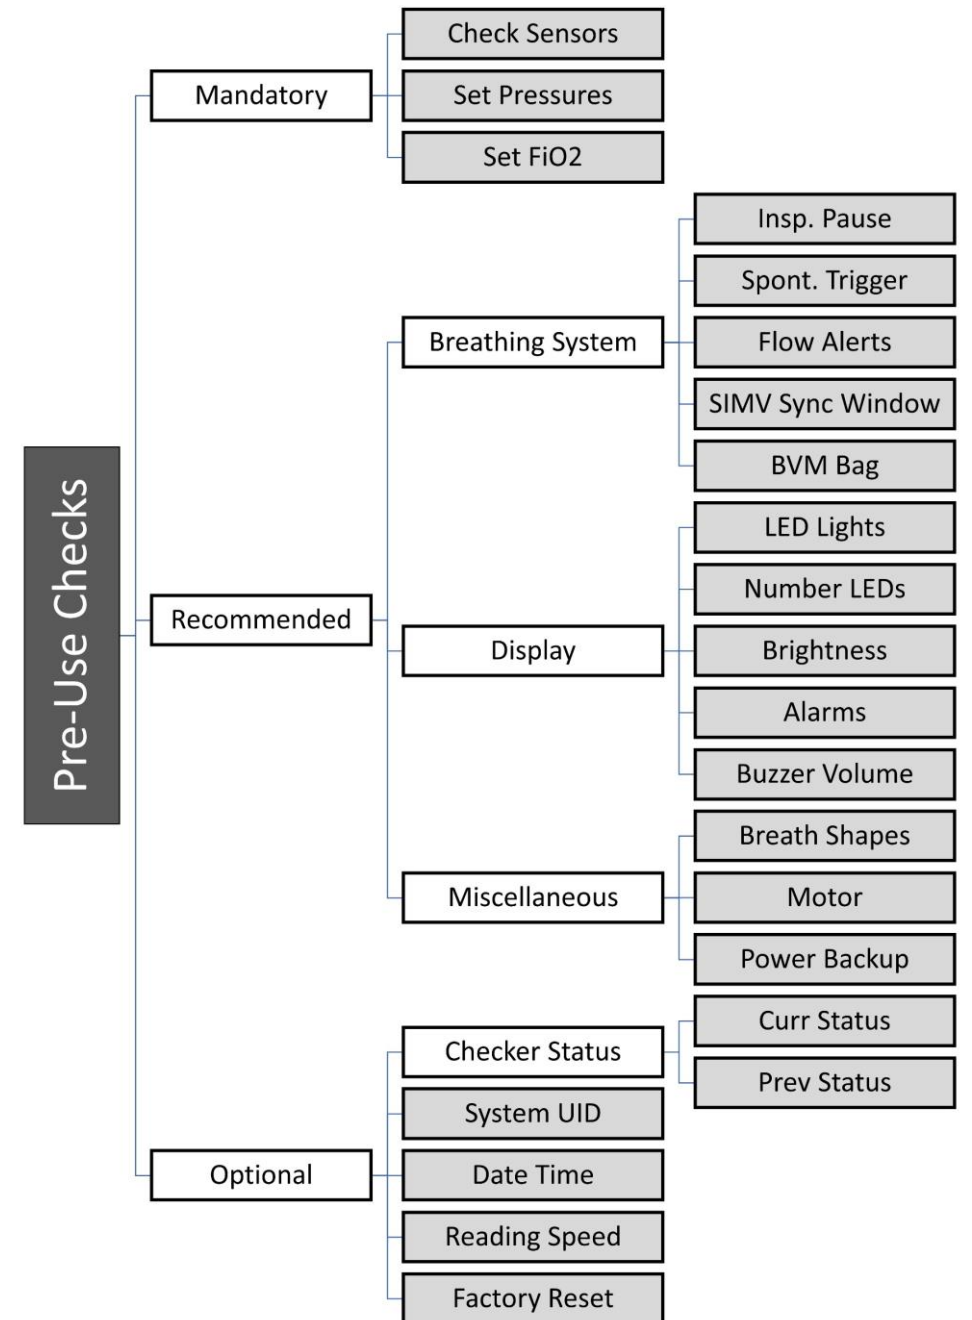 Pre-Use Checks
Mandatory
Check Sensors
Set Pressures
Set FiO2
Recommended
Breathing System
Insp. Pause
Spont. Trigger
Flow Alerts
SIMV Sync Window
BVM Bag
Display
LED Lights
Number LEDs
Brightness
Alarms
Buzzer Volume
Miscellaneous
Breath Shapes
Motor
Power Backup
Optional
Checker Status
Curr Status
Prev Status
System UID
Date Time
Reading Speed
Factory Reset